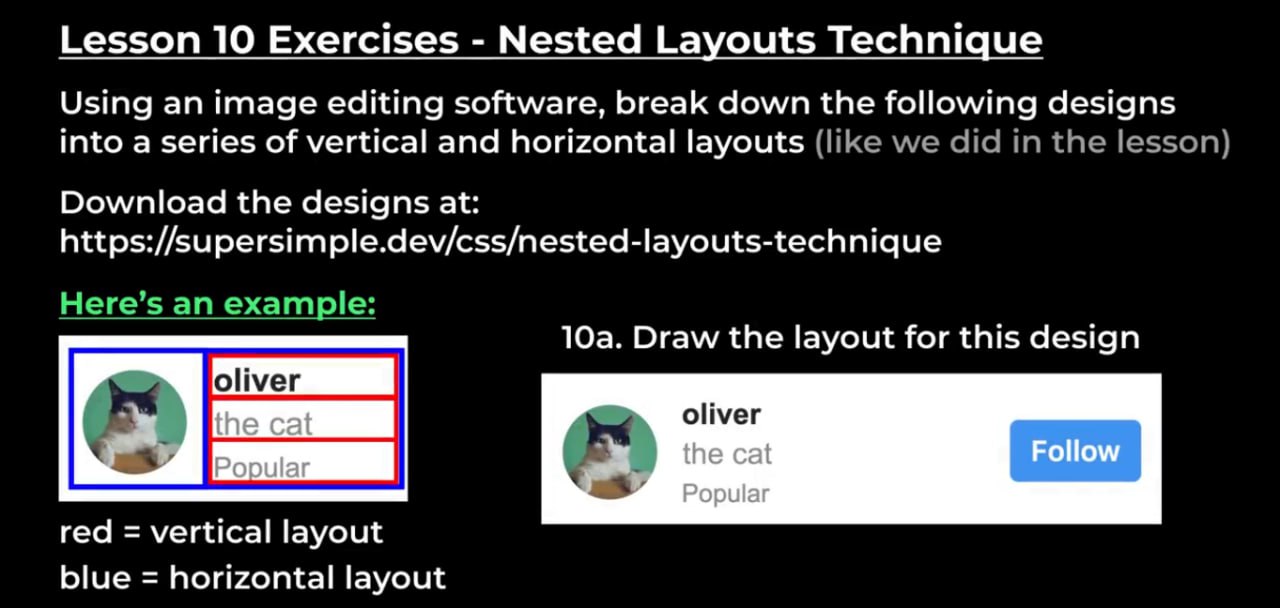 Lesson 10 Exercises - Nested Layouts Technique
Using an image editing software, break down the following designs
into a series of vertical and horizontal layouts (like we did in the lesson)
Download the designs at:
https://supersimple.dev/css/nested-layouts-technique
Here's an example:
oliver
the cat
Popular
red = vertical layout
blue = horizontal layout
10a. Draw the layout for this design
oliver
the cat
Popular
Follow